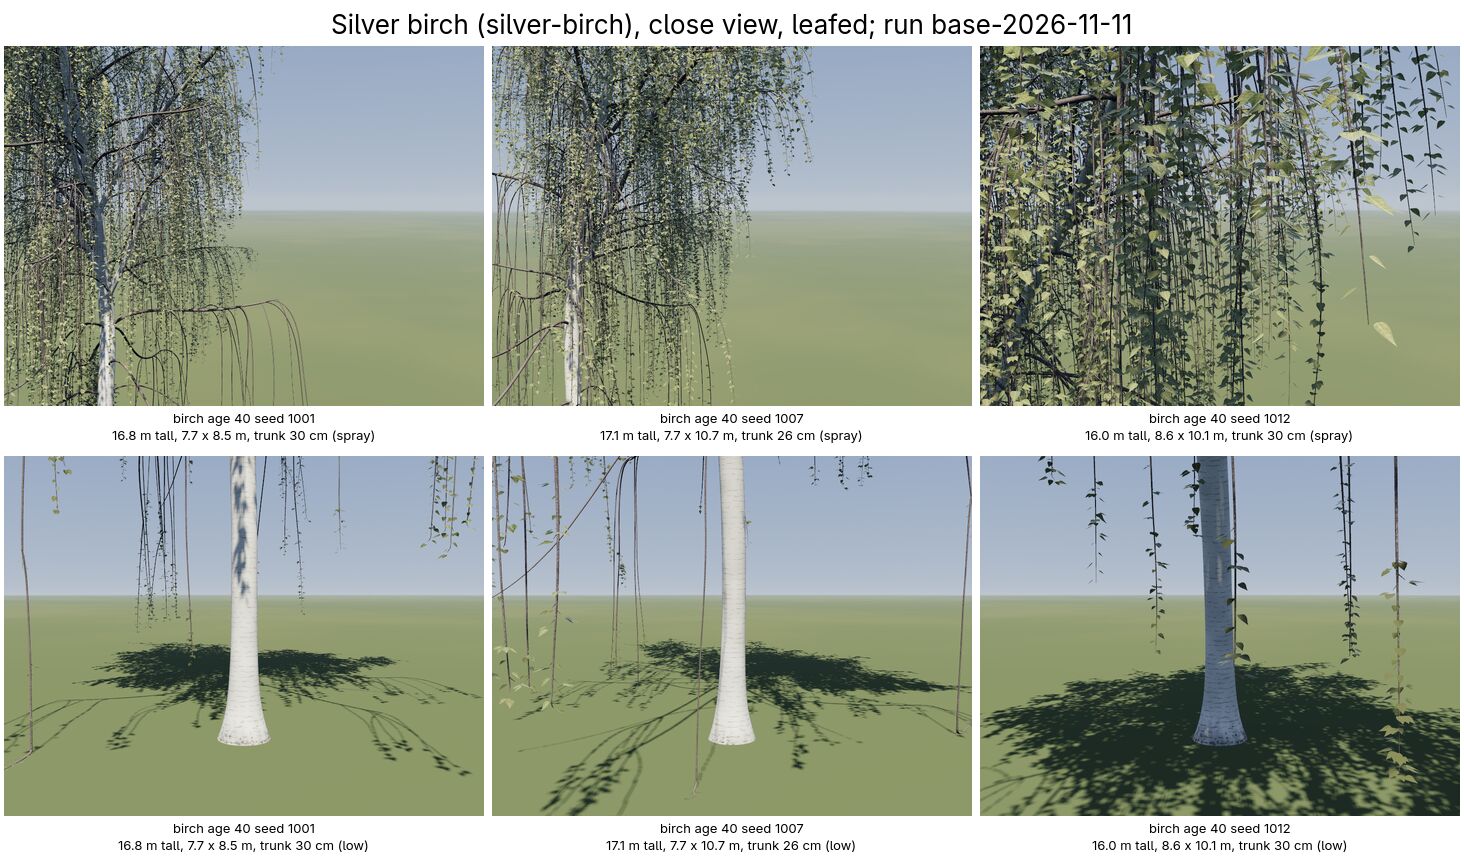 Silver birch (silver-birch), close view, leafed; run base-2026-11-11
birch age 40 seed 1001
16.8 m tall, 7.7 x 8.5 m, trunk 30 cm (spray)
birch age 40 seed 1007
17.1 m tall, 7.7 x 10.7 m, trunk 26 cm (spray)
birch age 40 seed 1012
16.0 m tall, 8.6 x 10.1 m, trunk 30 cm (spray)
birch age 40 seed 1001
16.8 m tall, 7.7 x 8.5 m, trunk 30 cm (low)
birch age 40 seed 1007
17.1 m tall, 7.7 x 10.7 m, trunk 26 cm (low)
birch age 40 seed 1012
16.0 m tall, 8.6 x 10.1 m, trunk 30 cm (low)